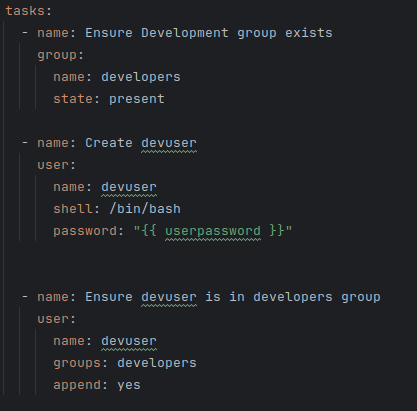 tasks:
  - name: Ensure Development group exists
    group:
      name: developers
      state: present
  - name: Create devuser
    user:
      name: devuser
      shell: /bin/bash
      password: "{{ userpassword }}"
  - name: Ensure devuser is in developers group
    user:
      name: devuser
      groups: developers
      append: yes